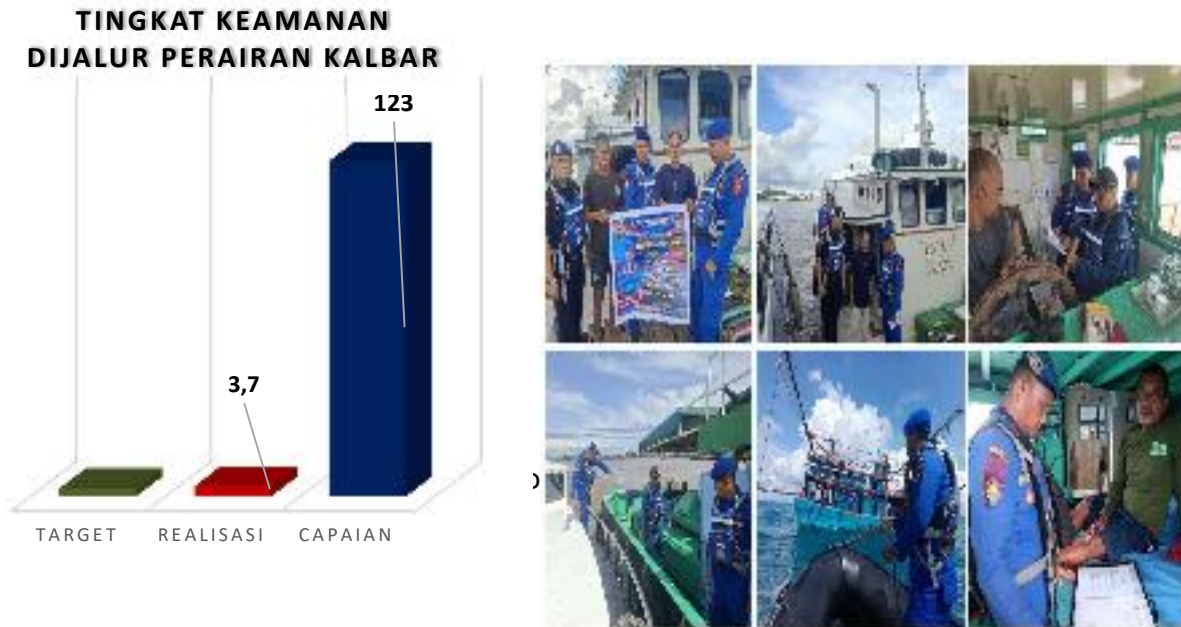 TINGKAT KEAMANAN
DIJALUR PERAIRAN KALBAR
123
3,7
TARGET REALISASI CAPAIAN